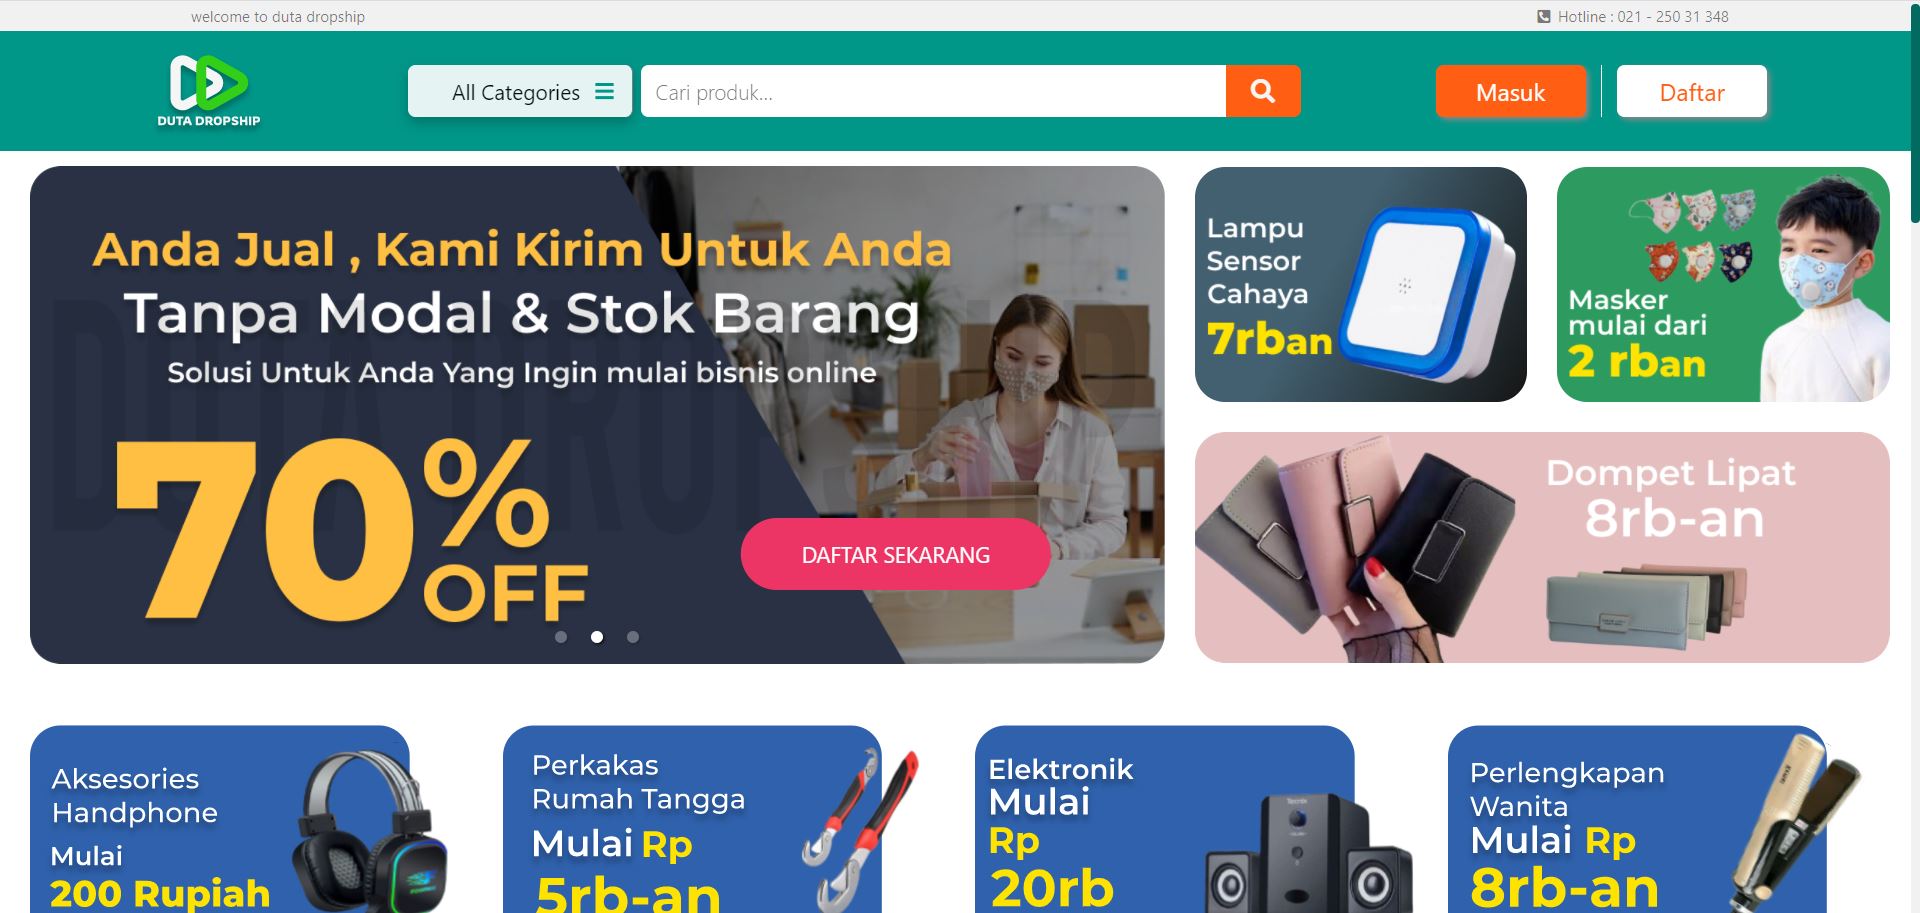 welcome to duta dropship
Hotline : 021 - 250 31 348
DUTA DROPSHIP
All Categories
Cari produk...
Masuk
Daftar
Anda Jual , Kami Kirim Untuk Anda
Tanpa Modal & Stok Barang
Solusi Untuk Anda Yang Ingin mulai bisnis online
70%
OFF
DAFTAR SEKARANG
DUTA DROPSHIP
Lampu
Sensor
Cahaya
7rban
Masker
mulai dari
2 rban
Dompet Lipat
8rb-an
Aksesories
Handphone
Mulai
200 Rupiah
Perkakas
Rumah Tangga
Mulai Rp
5rb-an
Elektronik
Mulai
Rp
20rb
Perlengkapan
Wanita
Mulai Rp
8rb-an